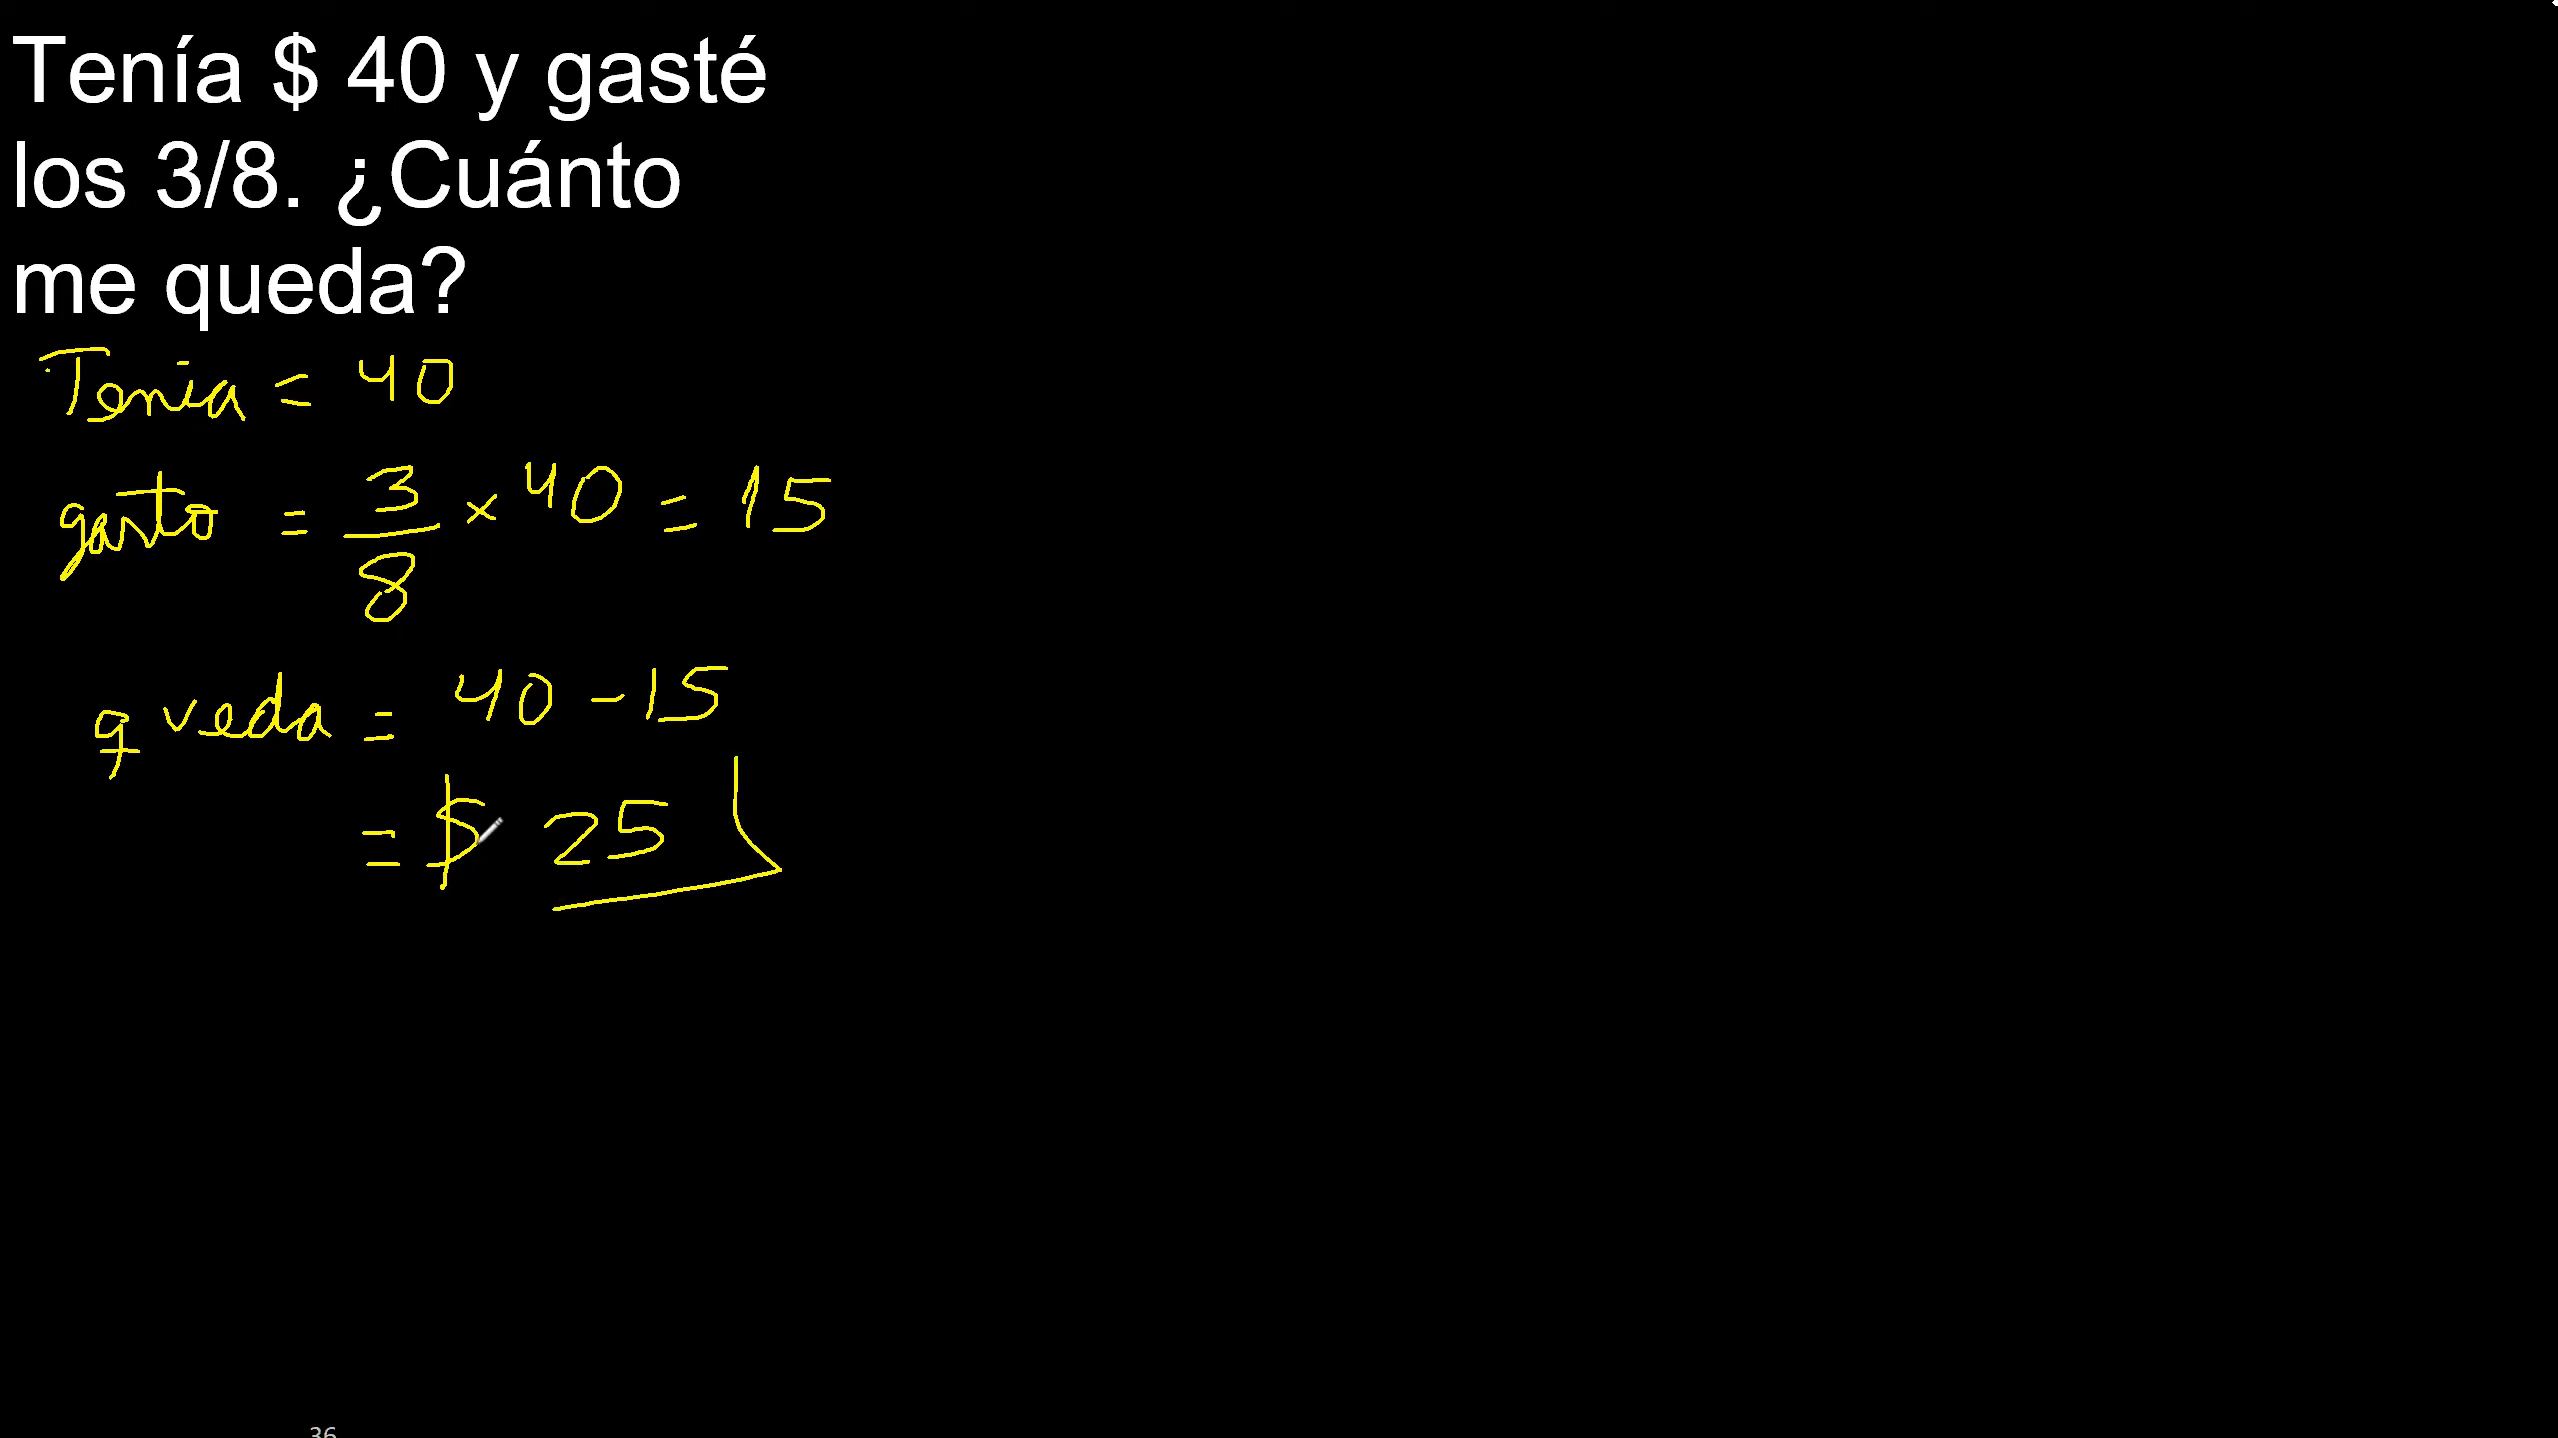 Tenía $ 40 y gasté
los 3/8. ¿Cuánto
me queda?
Tenia = 40
gasto = 3/8 × 40 = 15
queda = 40 - 15
= $ 25
36